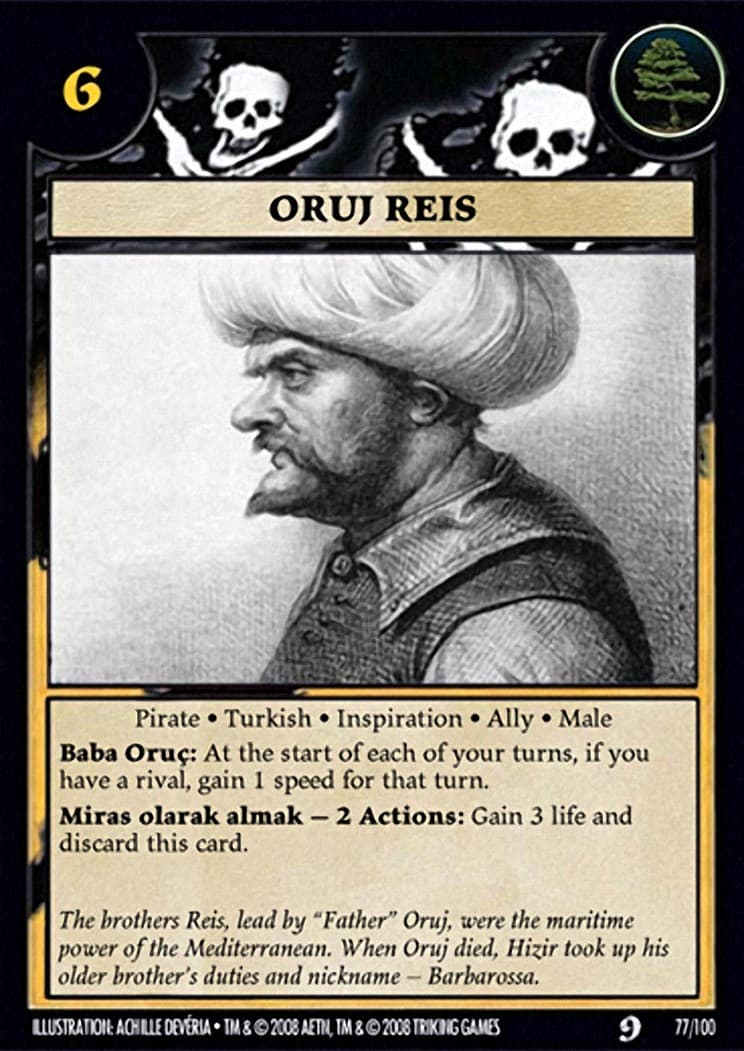 6
ORUJ REIS
Pirate • Turkish • Inspiration • Ally • Male
Baba Oruç: At the start of each of your turns, if you
have a rival, gain 1 speed for that turn.
Miras olarak almak – 2 Actions: Gain 3 life and
discard this card.
The brothers Reis, lead by “Father” Oruj, were the maritime
power of the Mediterranean. When Oruj died, Hizir took up his
older brother’s duties and nickname – Barbarossa.
ILLUSTRATION: ACHILLE DEVÉRIA • TM & © 2008 AETN, TM & © 2008 TRIKING GAMES 9 77/100